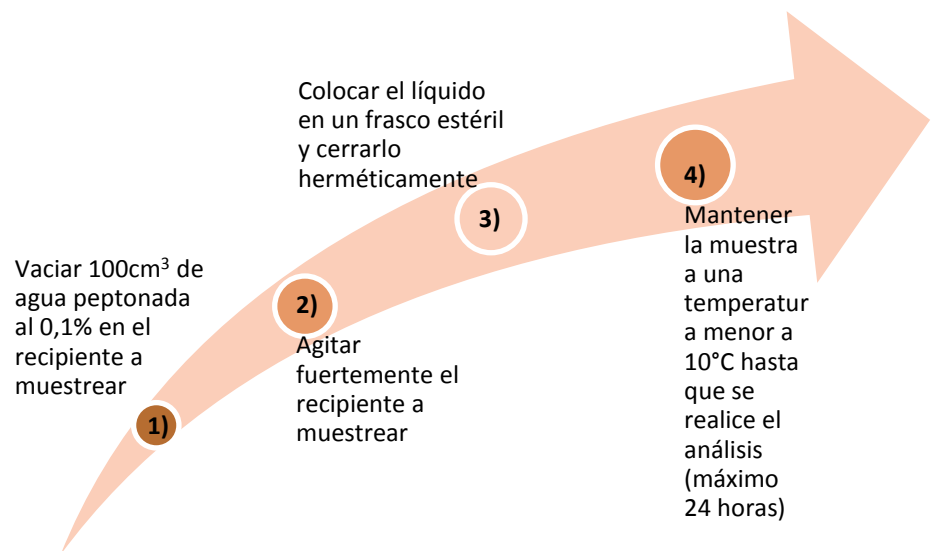 1)
Vaciar 100cm³ de
agua peptonada
al 0,1% en el
recipiente a
muestrear
2)
Agitar
fuertemente el
recipiente a
muestrear
3)
Colocar el líquido
en un frasco estéril
y cerrarlo
herméticamente
4)
Mantener
la muestra
a una
temperatur
a menor a
10°C hasta
que se
realice el
análisis
(máximo
24 horas)